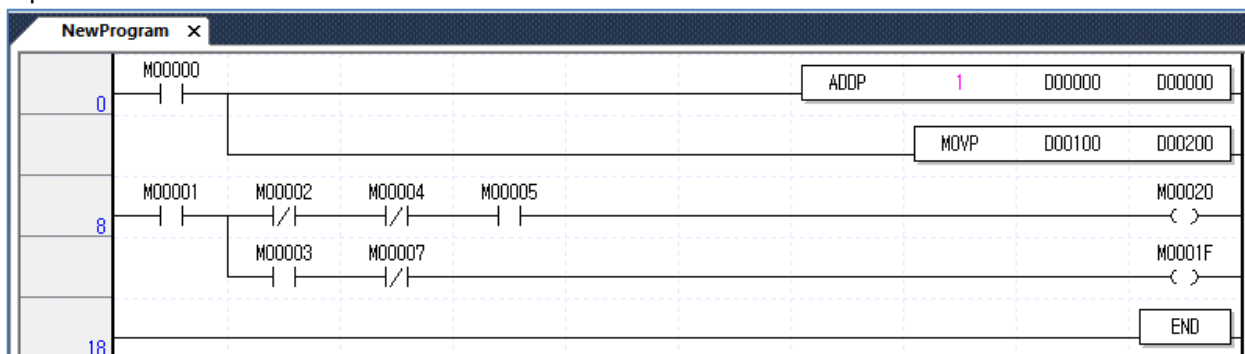 NewProgram X
M00000
0 ADDP 1 D00000 D00000
MOVP D00100 D00200
M00001 M00002 M00004 M00005 M00020
8
M00003 M00007 M0001F
END
18